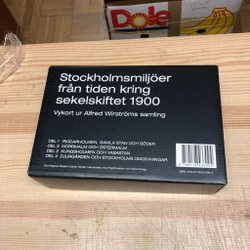 Dole
Stockholmsmiljöer
från tiden kring
sekelskiftet 1900
Vykort ur Alfred Wiströms samling
DEL 1 RIDDARHOLMEN, GAMLA STAN OCH SÖDER
DEL 2 NORRMALM OCH ÖSTERMALM
DEL 3 KUNGSHOLMEN OCH VASASTAN
DEL 4 DJURGÅRDEN OCH STOCKHOLMS OMGIVNINGAR